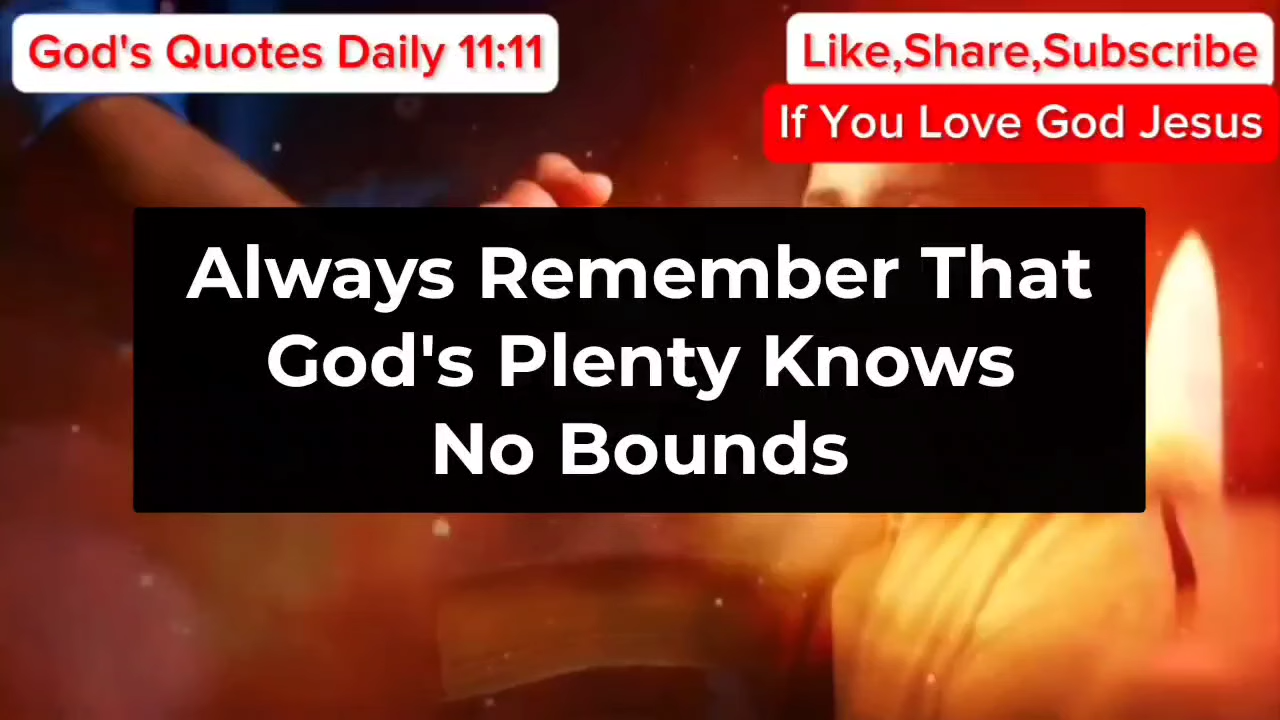 God's Quotes Daily 11:11
Like,Share,Subscribe
If You Love God Jesus
Always Remember That
God's Plenty Knows
No Bounds